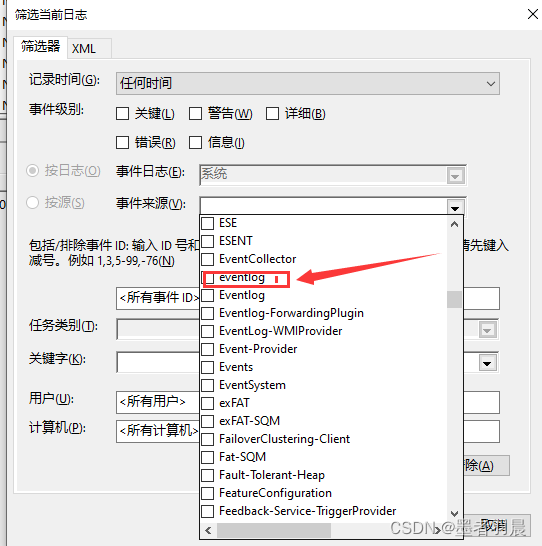 筛选当前日志
筛选器
XML
记录时间(G):
任何时间
事件级别:
关键(L)
警告(W)
详细(B)
错误(R)
信息(I)
按日志(O)
事件日志(E):
系统
按源(S)
事件来源(V):
ESE
ESENT
包括/排除事件 ID: 输入 ID 号和
请先键入
EventCollector
减号。例如 1,3,5-99,-76(N)
eventlog
<所有事件 ID>
Eventlog
Eventlog-ForwardingPlugin
任务类别(T):
EventLog-WMIProvider
Event-Provider
关键字(K):
Events
EventSystem
用户(U):
<所有用户>
exFAT
exFAT-SQM
计算机(P):
<所有计算机>
FailoverClustering-Client
Fat-SQM
除(A)
Fault-Tolerant-Heap
FeatureConfiguration
Feedback-Service-TriggerProvider
取消
CSDN @墨者羽晨